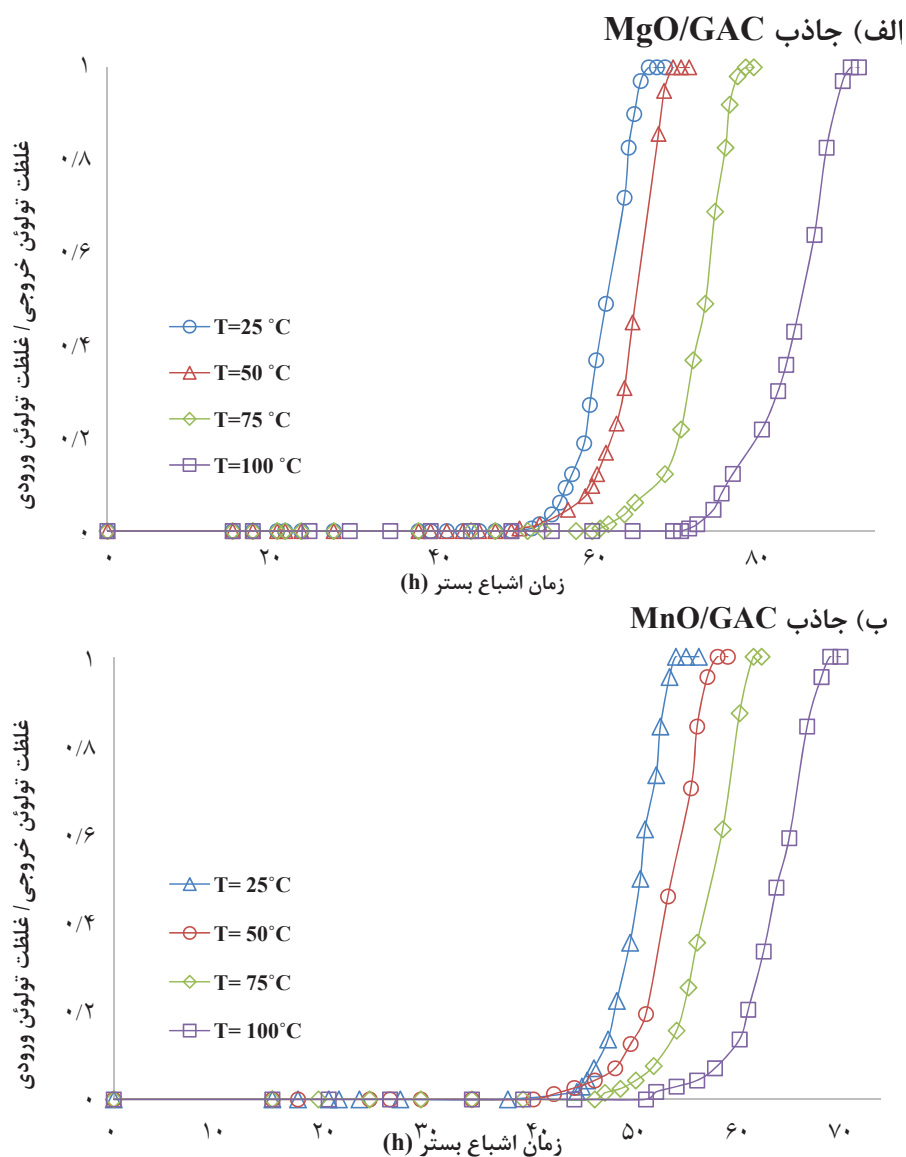 الف) جاذب MgO/GAC
غلظت تولوئن خروجی/ غلظت تولوئن ورودی
۱
۰/۸
۰/۶
۰/۴
۰/۲
۰
T=25 °C
T=50 °C
T=75 °C
T=100 °C
۰ ۲۰ ۴۰ ۶۰ ۸۰
زمان اشباع بستر (h)
ب) جاذب MnO/GAC
غلظت تولوئن خروجی/ غلظت تولوئن ورودی
۱
۰/۸
۰/۶
۰/۴
۰/۲
۰
T= 25°C
T= 50°C
T= 75°C
T= 100°C
۰ ۱۰ ۲۰ ۳۰ ۴۰ ۵۰ ۶۰ ۷۰
زمان اشباع بستر (h)